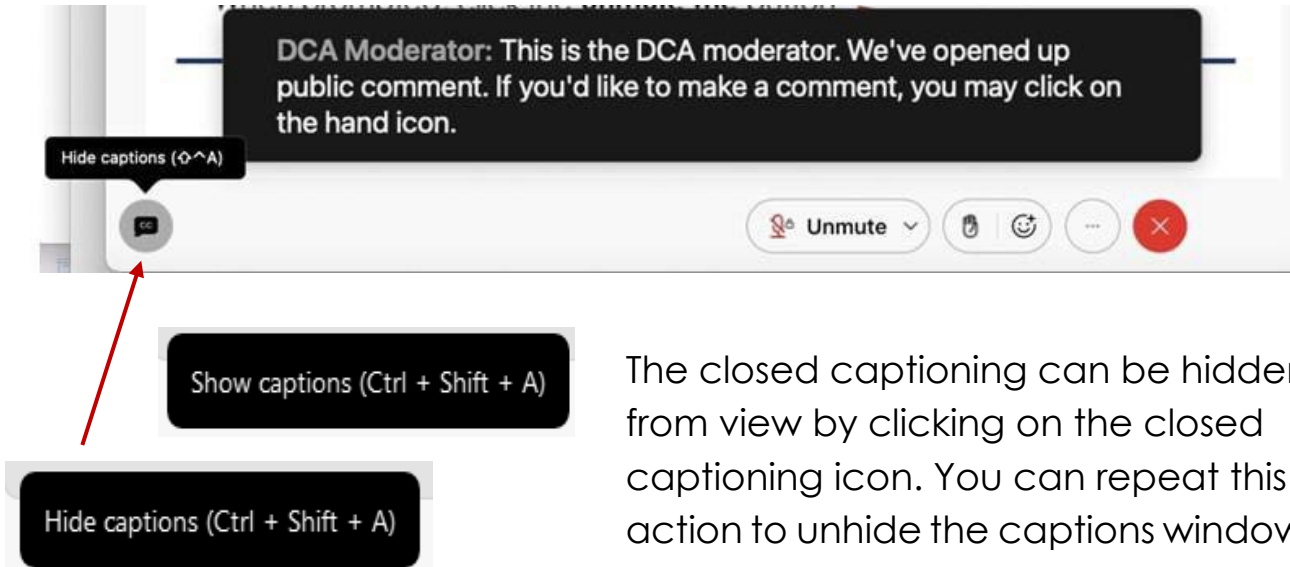 DCA Moderator: This is the DCA moderator. We've opened up
public comment. If you'd like to make a comment, you may click on
the hand icon.
Hide captions (⇧^A)
CC
Unmute
Show captions (Ctrl + Shift + A)
Hide captions (Ctrl + Shift + A)
The closed captioning can be hidden
from view by clicking on the closed
captioning icon. You can repeat this
action to unhide the captions window